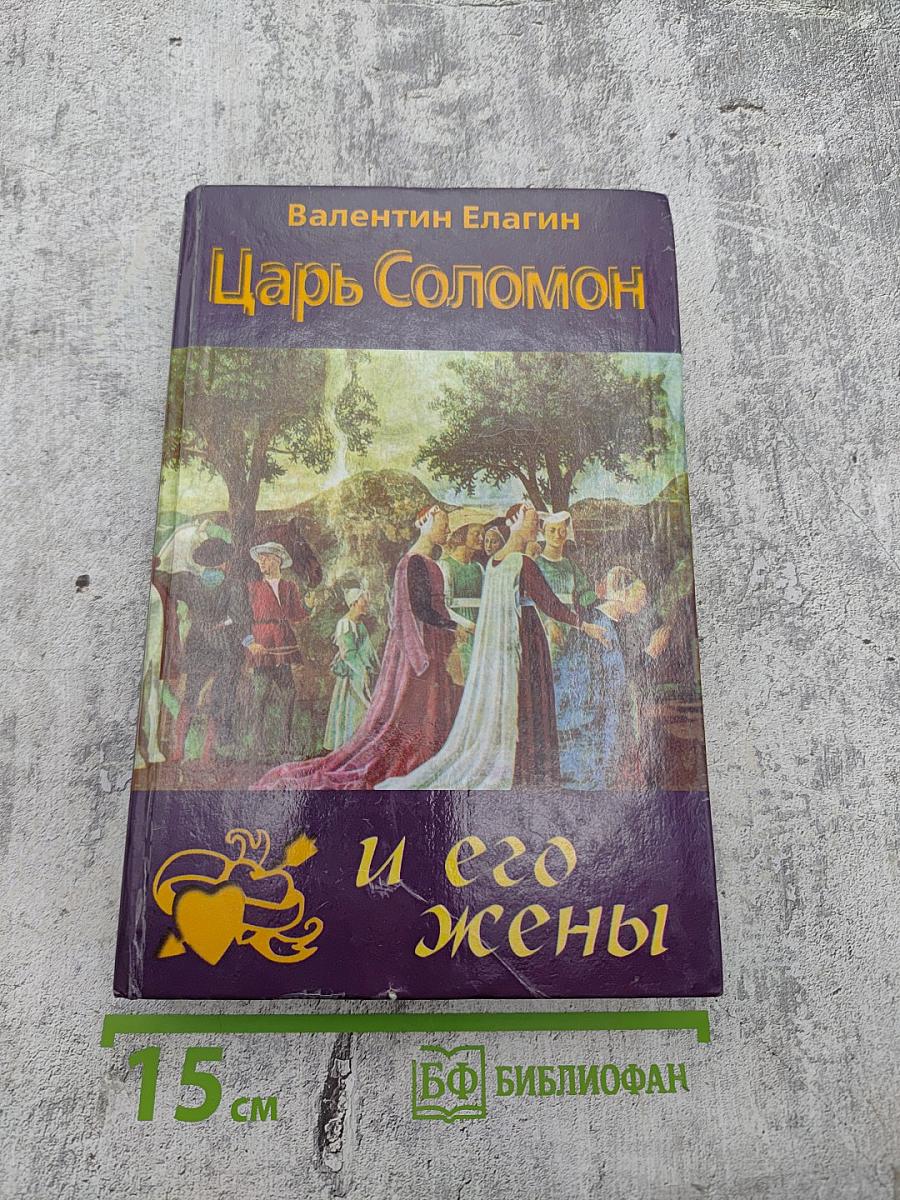 Валентин Елагин
Царь Соломон
и его
жены
15 см
БФ БИБЛИОФАН